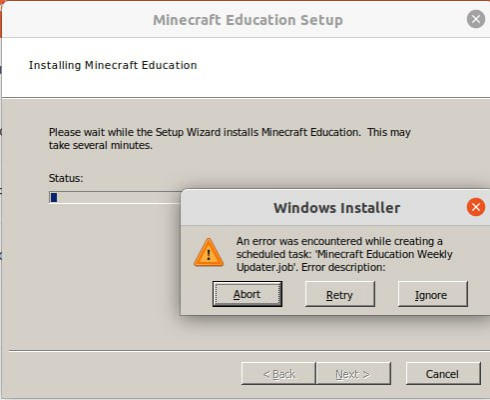 Minecraft Education Setup
Installing Minecraft Education
Please wait while the Setup Wizard installs Minecraft Education. This may
take several minutes.
Status:
Windows Installer
An error was encountered while creating a
scheduled task: 'Minecraft Education Weekly
Updater.job'. Error description:
Abort
Retry
Ignore
< Back
Next >
Cancel